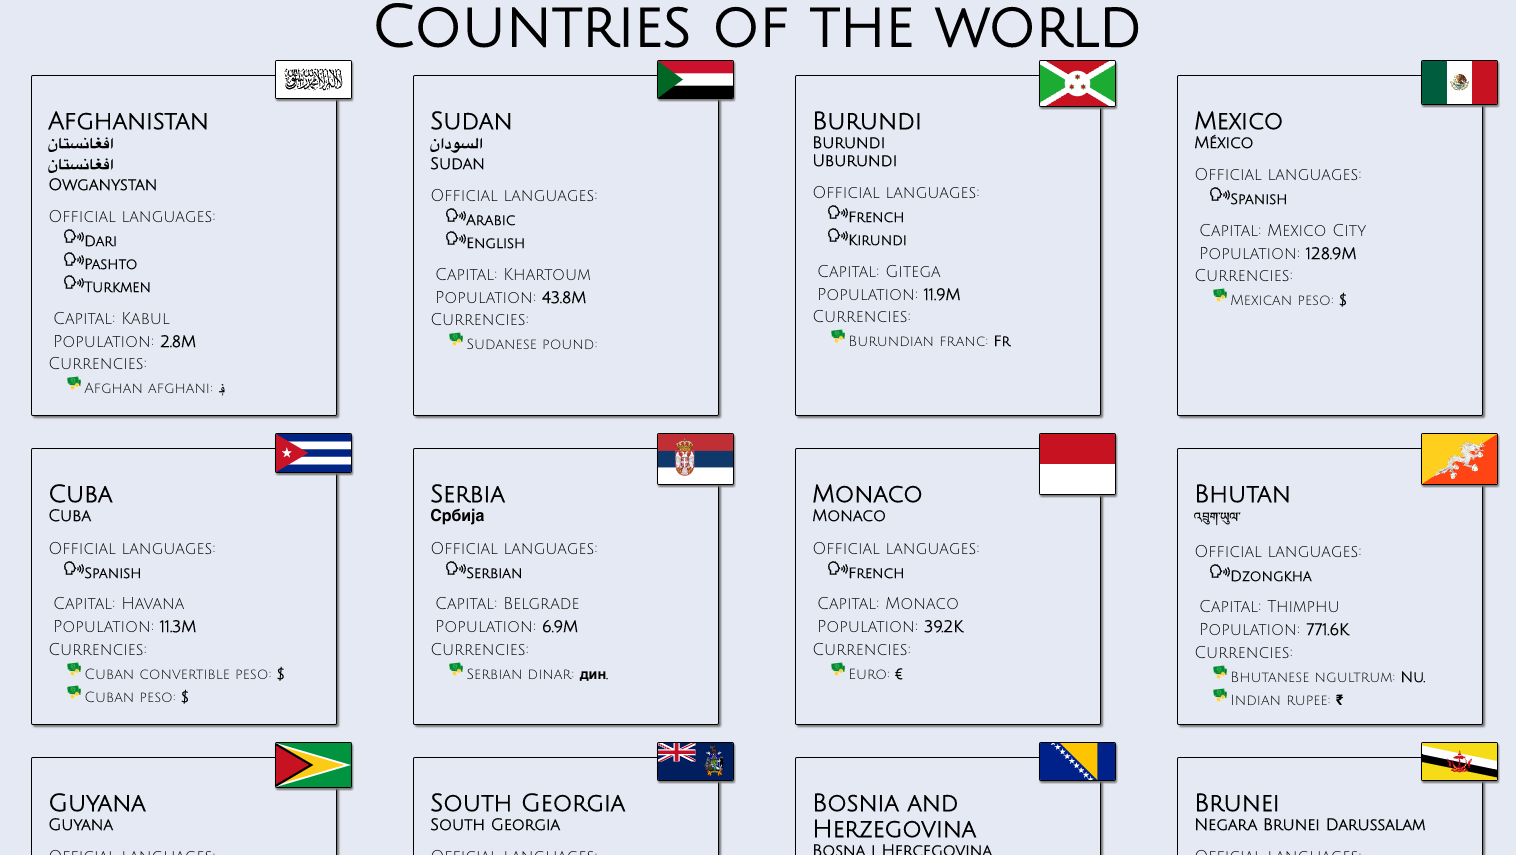 Countries of the world
Afghanistan
افغانستان
افغانستان
Owganystan
Official languages:
Dari
Pashto
Turkmen
Capital: Kabul
Population: 2.8M
Currencies:
Afghan afghani: ؋
Sudan
السودان
Sudan
Official languages:
Arabic
English
Capital: Khartoum
Population: 43.8M
Currencies:
Sudanese pound:
Burundi
Burundi
Uburundi
Official languages:
French
Kirundi
Capital: Gitega
Population: 11.9M
Currencies:
Burundian franc: Fr
Mexico
México
Official languages:
Spanish
Capital: Mexico City
Population: 128.9M
Currencies:
Mexican peso: $
Cuba
Cuba
Official languages:
Spanish
Capital: Havana
Population: 11.3M
Currencies:
Cuban convertible peso: $
Cuban peso: $
Serbia
Србија
Official languages:
Serbian
Capital: Belgrade
Population: 6.9M
Currencies:
Serbian dinar: дин.
Monaco
Monaco
Official languages:
French
Capital: Monaco
Population: 39.2K
Currencies:
Euro: €
Bhutan
འབྲུག་ཡུལ་
Official languages:
Dzongkha
Capital: Thimphu
Population: 771.6K
Currencies:
Bhutanese ngultrum: Nu.
Indian rupee: ₹
Guyana
Guyana
Official languages:
South Georgia
South Georgia
Official languages:
Bosnia and
Herzegovina
Bosna i Hercegovina
Brunei
Negara Brunei Darussalam
Official languages: